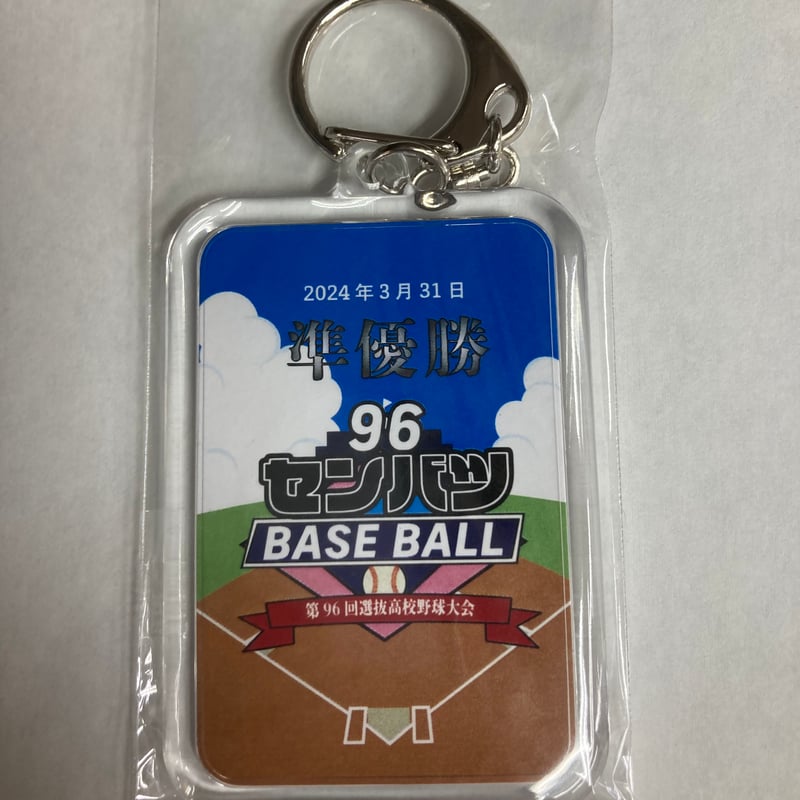 2024年3月31日
準優勝
96
センバツ
BASE BALL
第96回選抜高校野球大会